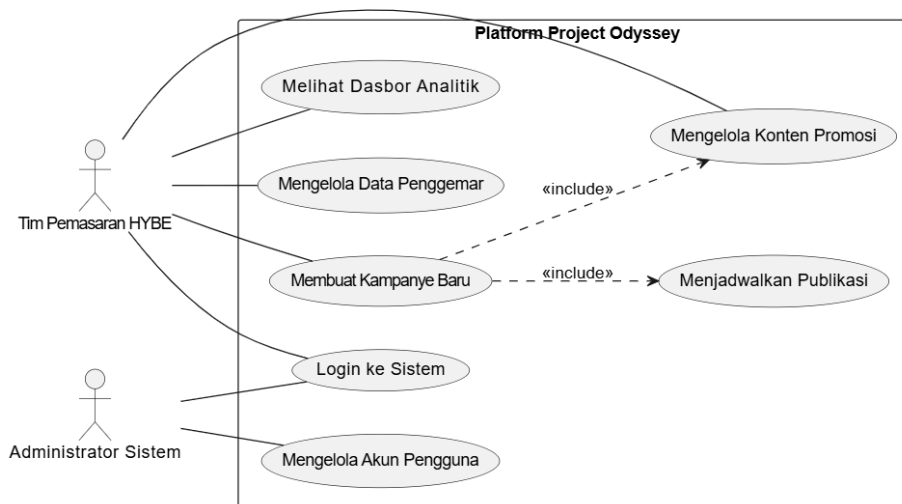 Platform Project Odyssey
Melihat Dasbor Analitik
Mengelola Konten Promosi
Mengelola Data Penggemar
Tim Pemasaran HYBE
«include»
Membuat Kampanye Baru
«include»
Menjadwalkan Publikasi
Login ke Sistem
Administrator Sistem
Mengelola Akun Pengguna